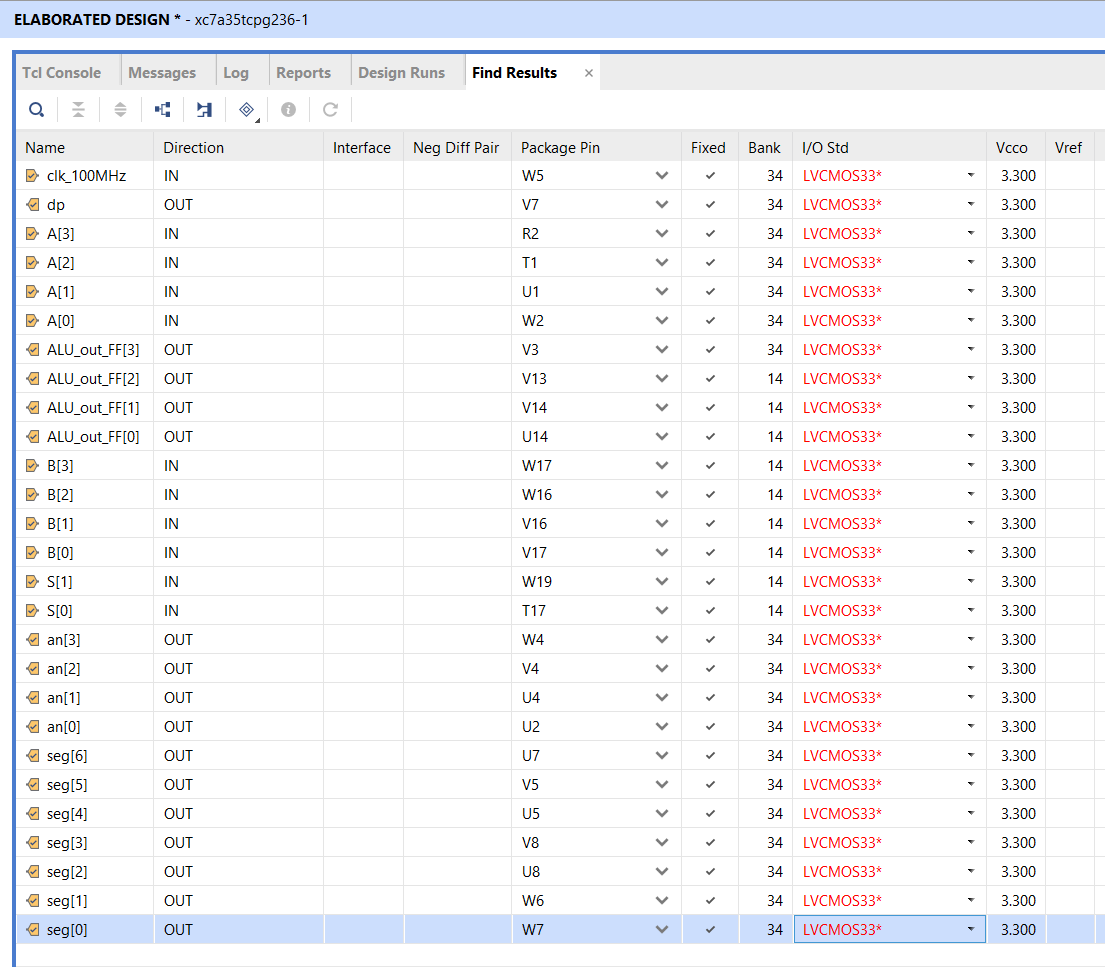 ELABORATED DESIGN * - xc7a35tcpg236-1
Tcl Console Messages Log Reports Design Runs Find Results ×
Name Direction Interface Neg Diff Pair Package Pin Fixed Bank I/O Std Vcco Vref
clk_100MHz IN W5 34 LVCMOS33* 3.300
dp OUT V7 34 LVCMOS33* 3.300
A[3] IN R2 34 LVCMOS33* 3.300
A[2] IN T1 34 LVCMOS33* 3.300
A[1] IN U1 34 LVCMOS33* 3.300
A[0] IN W2 34 LVCMOS33* 3.300
ALU_out_FF[3] OUT V3 34 LVCMOS33* 3.300
ALU_out_FF[2] OUT V13 14 LVCMOS33* 3.300
ALU_out_FF[1] OUT V14 14 LVCMOS33* 3.300
ALU_out_FF[0] OUT U14 14 LVCMOS33* 3.300
B[3] IN W17 14 LVCMOS33* 3.300
B[2] IN W16 14 LVCMOS33* 3.300
B[1] IN V16 14 LVCMOS33* 3.300
B[0] IN V17 14 LVCMOS33* 3.300
S[1] IN W19 14 LVCMOS33* 3.300
S[0] IN T17 14 LVCMOS33* 3.300
an[3] OUT W4 34 LVCMOS33* 3.300
an[2] OUT V4 34 LVCMOS33* 3.300
an[1] OUT U4 34 LVCMOS33* 3.300
an[0] OUT U2 34 LVCMOS33* 3.300
seg[6] OUT U7 34 LVCMOS33* 3.300
seg[5] OUT V5 34 LVCMOS33* 3.300
seg[4] OUT U5 34 LVCMOS33* 3.300
seg[3] OUT V8 34 LVCMOS33* 3.300
seg[2] OUT U8 34 LVCMOS33* 3.300
seg[1] OUT W6 34 LVCMOS33* 3.300
seg[0] OUT W7 34 LVCMOS33* 3.300